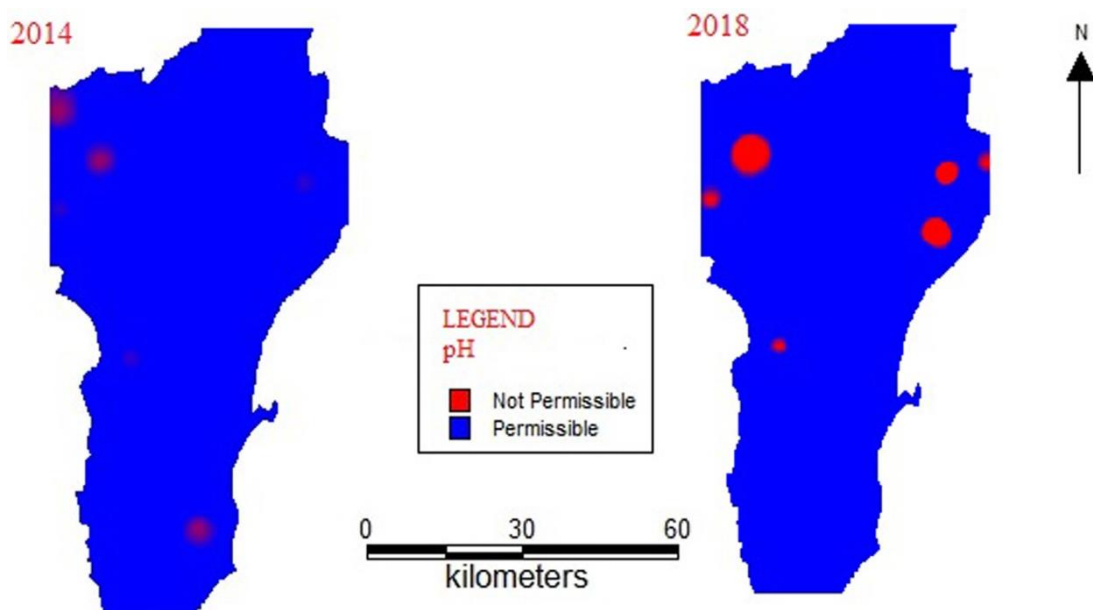 2014
2018
N
LEGEND
pH
Not Permissible
Permissible
0 30 60
kilometers